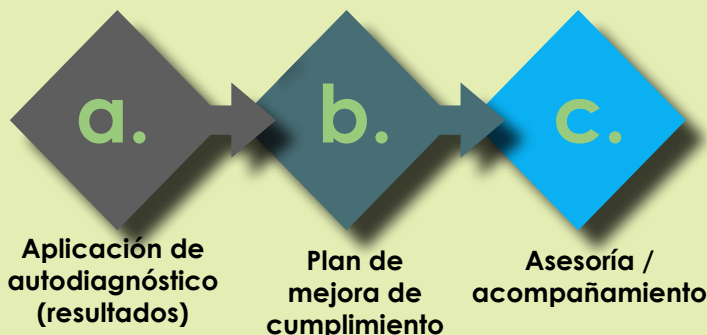 a.
b.
c.
Aplicación de
autodiagnóstico
(resultados)
Plan de
mejora de
cumplimiento
Asesoría /
acompañamiento